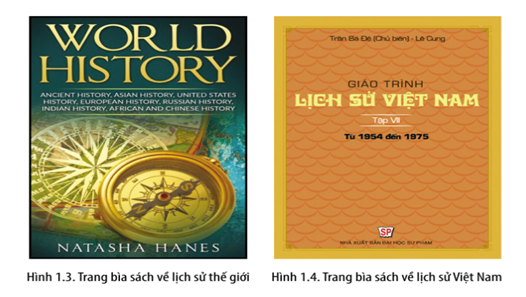 WORLD
HISTORY
ANCIENT HISTORY, ASIAN HISTORY, UNITED STATES
HISTORY, EUROPEAN HISTORY, RUSSIAN HISTORY,
INDIAN HISTORY, AFRICAN AND CHINESE HISTORY
NATASHA HANES
Hình 1.3. Trang bìa sách về lịch sử thế giới
Trần Bá Đệ (Chủ biên) - Lê Cung
GIÁO TRÌNH
LỊCH SỬ VIỆT NAM
Tập VII
Từ 1954 đến 1975
SP
NHÀ XUẤT BẢN ĐẠI HỌC SƯ PHẠM
Hình 1.4. Trang bìa sách về lịch sử Việt Nam